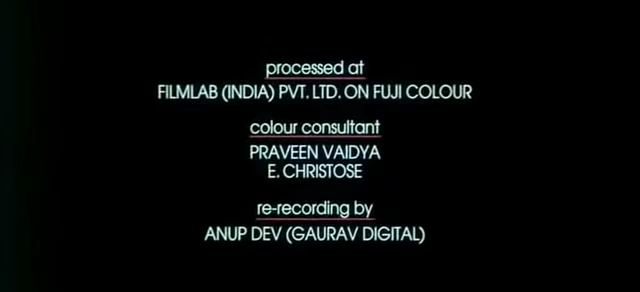 processed at
FILMLAB (INDIA) PVT. LTD. ON FUJI COLOUR
colour consultant
PRAVEEN VAIDYA
E. CHRISTOSE
re-recording by
ANUP DEV (GAURAV DIGITAL)